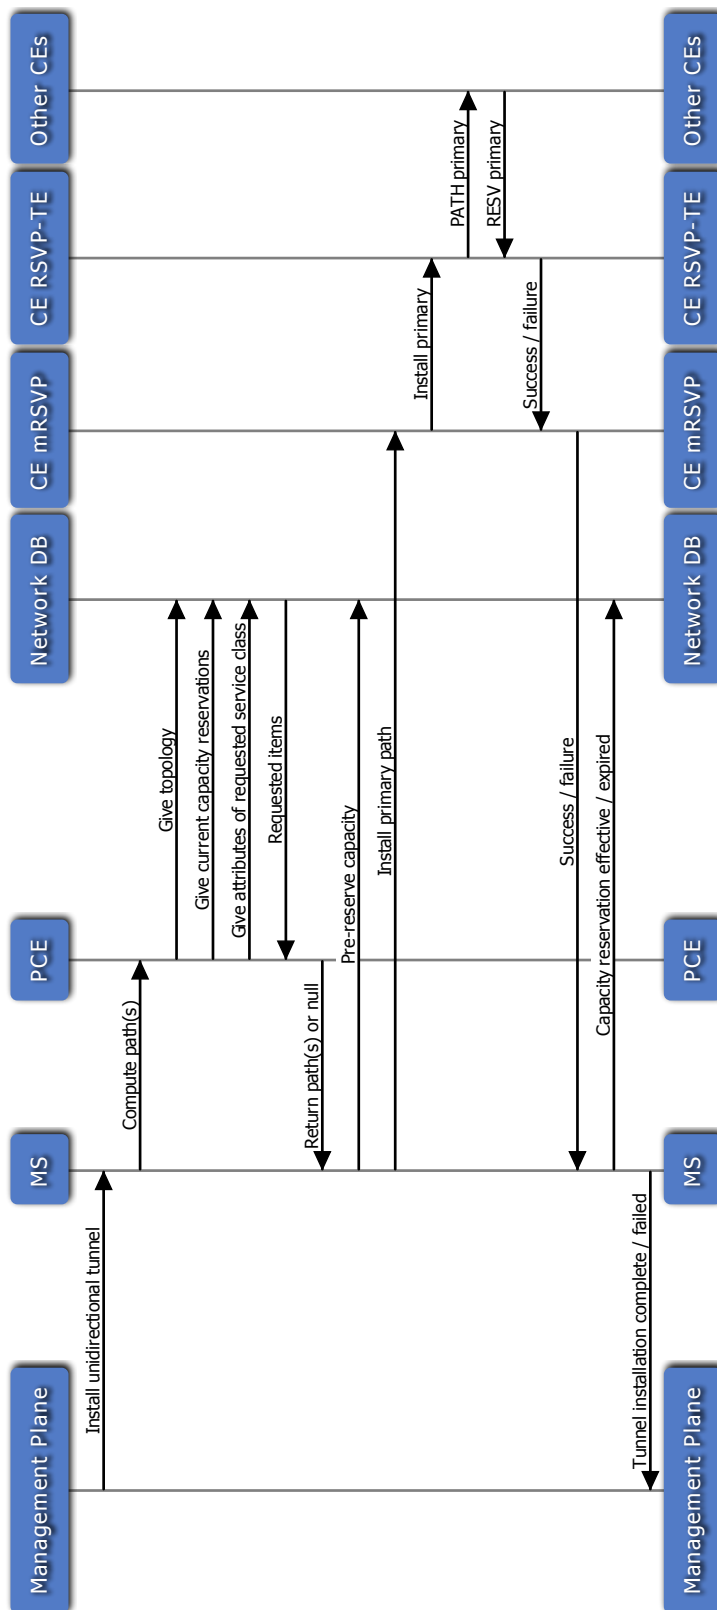 Management Plane
MS
PCE
Network DB
CE mRSVP
CE RSVP-TE
Other CEs
Install unidirectional tunnel
Compute path(s)
Give topology
Give current capacity reservations
Give attributes of requested service class
Requested items
Return path(s) or null
Pre-reserve capacity
Install primary path
Install primary
PATH primary
RESV primary
Success / failure
Success / failure
Capacity reservation effective / expired
Tunnel installation complete / failed
Management Plane
MS
PCE
Network DB
CE mRSVP
CE RSVP-TE
Other CEs